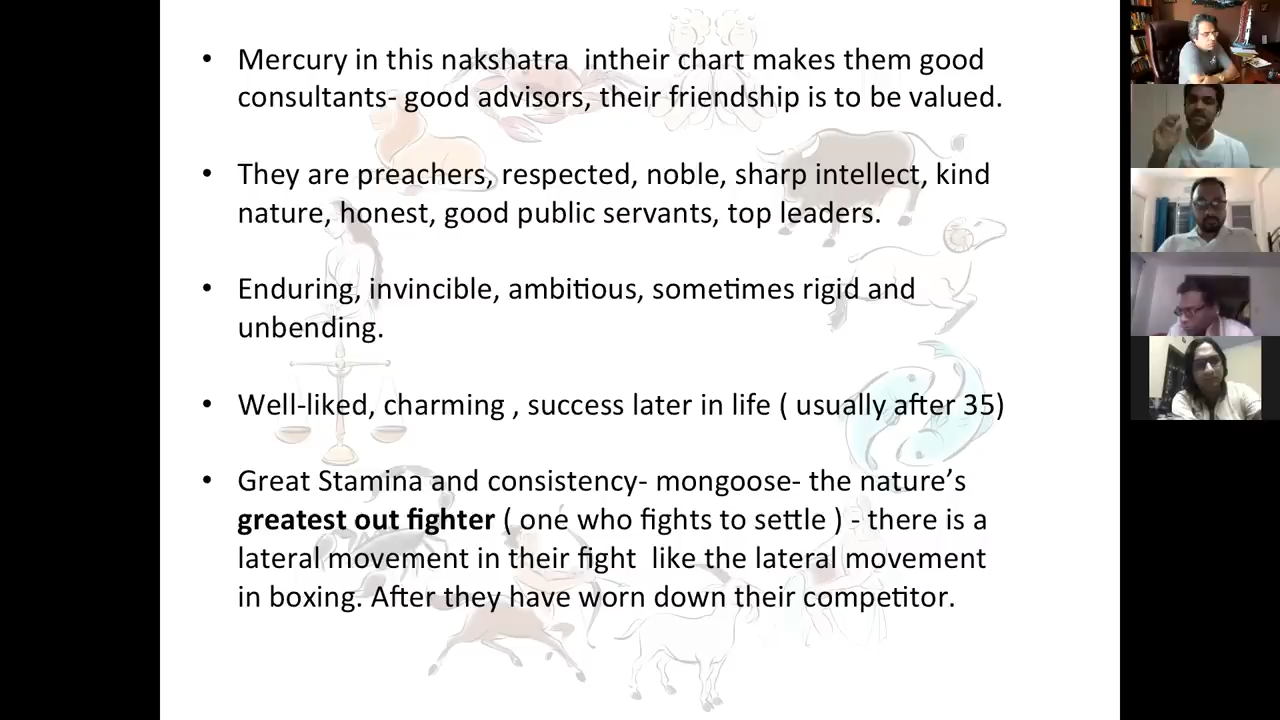 • Mercury in this nakshatra  intheir chart makes them good
consultants- good advisors, their friendship is to be valued.
• They are preachers, respected, noble, sharp intellect, kind
nature, honest, good public servants, top leaders.
• Enduring, invincible, ambitious, sometimes rigid and
unbending.
• Well-liked, charming , success later in life ( usually after 35)
• Great Stamina and consistency- mongoose- the nature’s
greatest out fighter ( one who fights to settle ) - there is a
lateral movement in their fight  like the lateral movement
in boxing. After they have worn down their competitor.